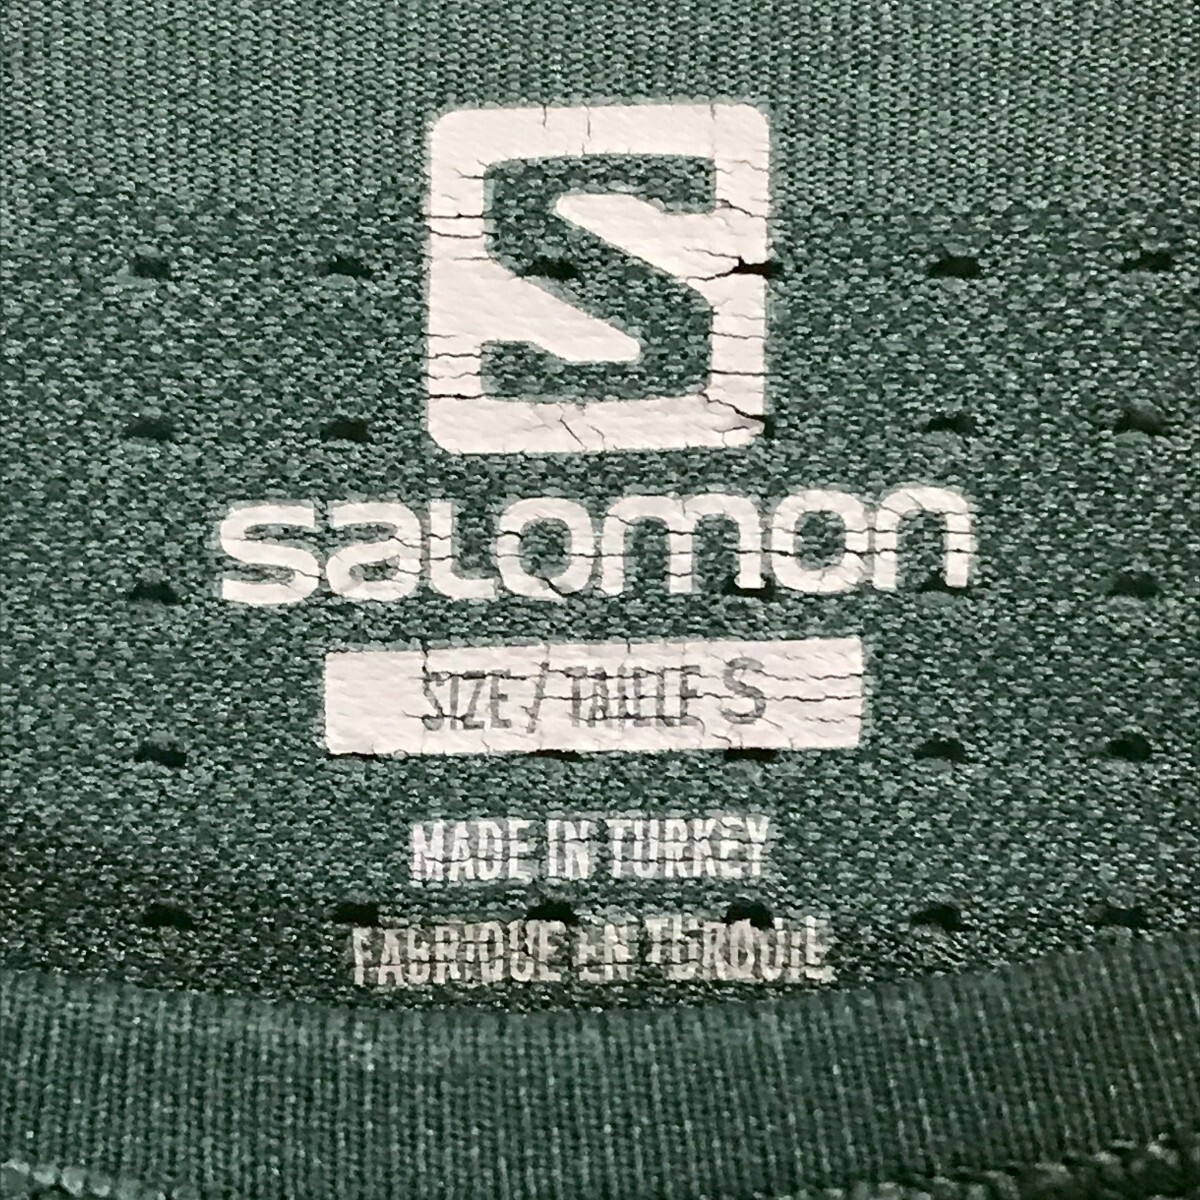 S
salomon
SIZE / TAILLE S
MADE IN TURKEY
FABRIQUE EN TURQUIE